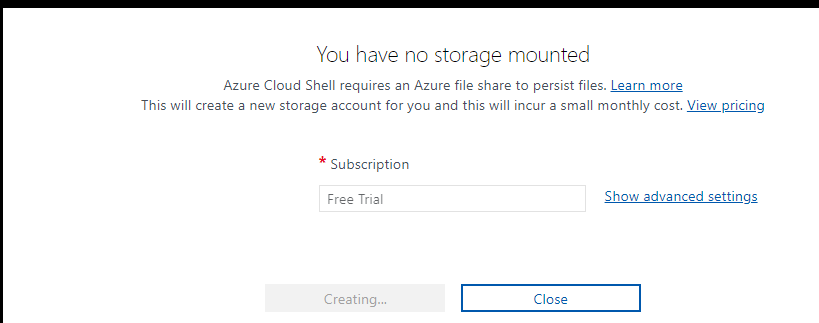 You have no storage mounted
Azure Cloud Shell requires an Azure file share to persist files. Learn more
This will create a new storage account for you and this will incur a small monthly cost. View pricing
* Subscription
Free Trial
Show advanced settings
Creating...
Close